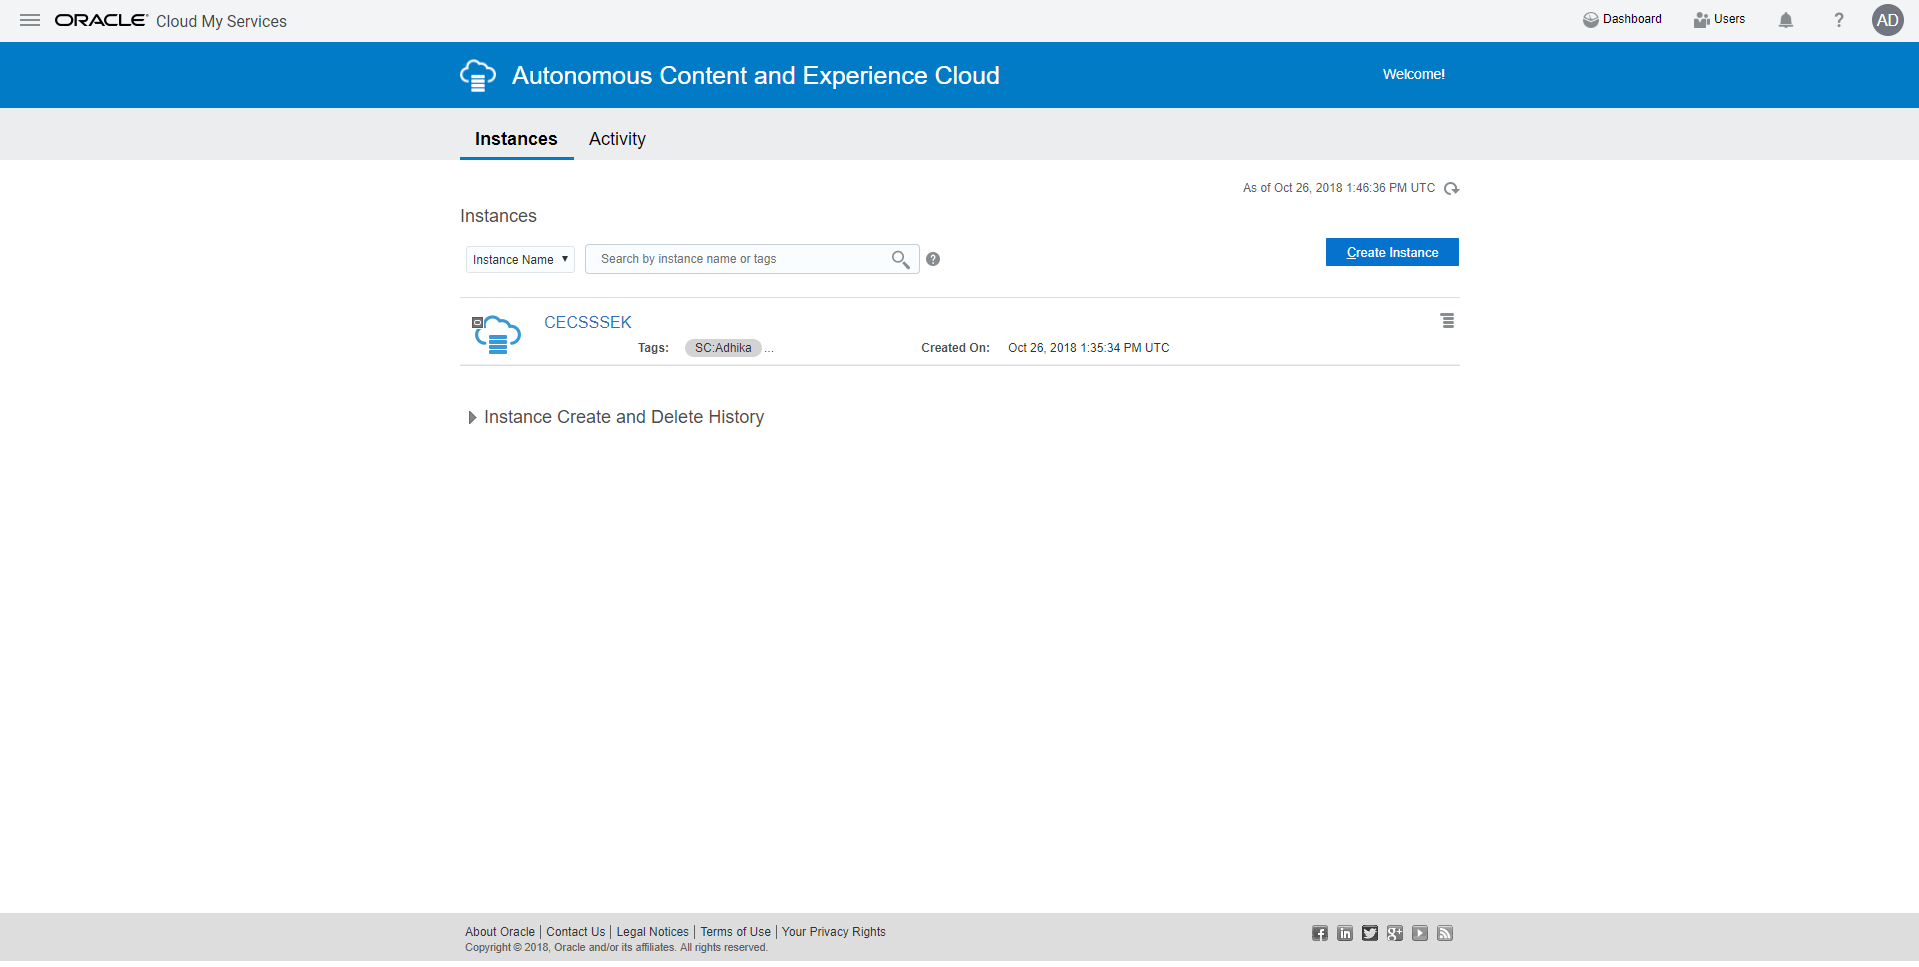 ORACLE Cloud My Services
Dashboard
Users
?
AD
Autonomous Content and Experience Cloud
Welcome!
Instances
Activity
As of Oct 26, 2018 1:46:36 PM UTC
Instances
Instance Name
Search by instance name or tags
?
Create Instance
CECSSSEK
Tags: SC:Adhika ...
Created On: Oct 26, 2018 1:35:34 PM UTC
Instance Create and Delete History
About Oracle | Contact Us | Legal Notices | Terms of Use | Your Privacy Rights
Copyright © 2018, Oracle and/or its affiliates. All rights reserved.